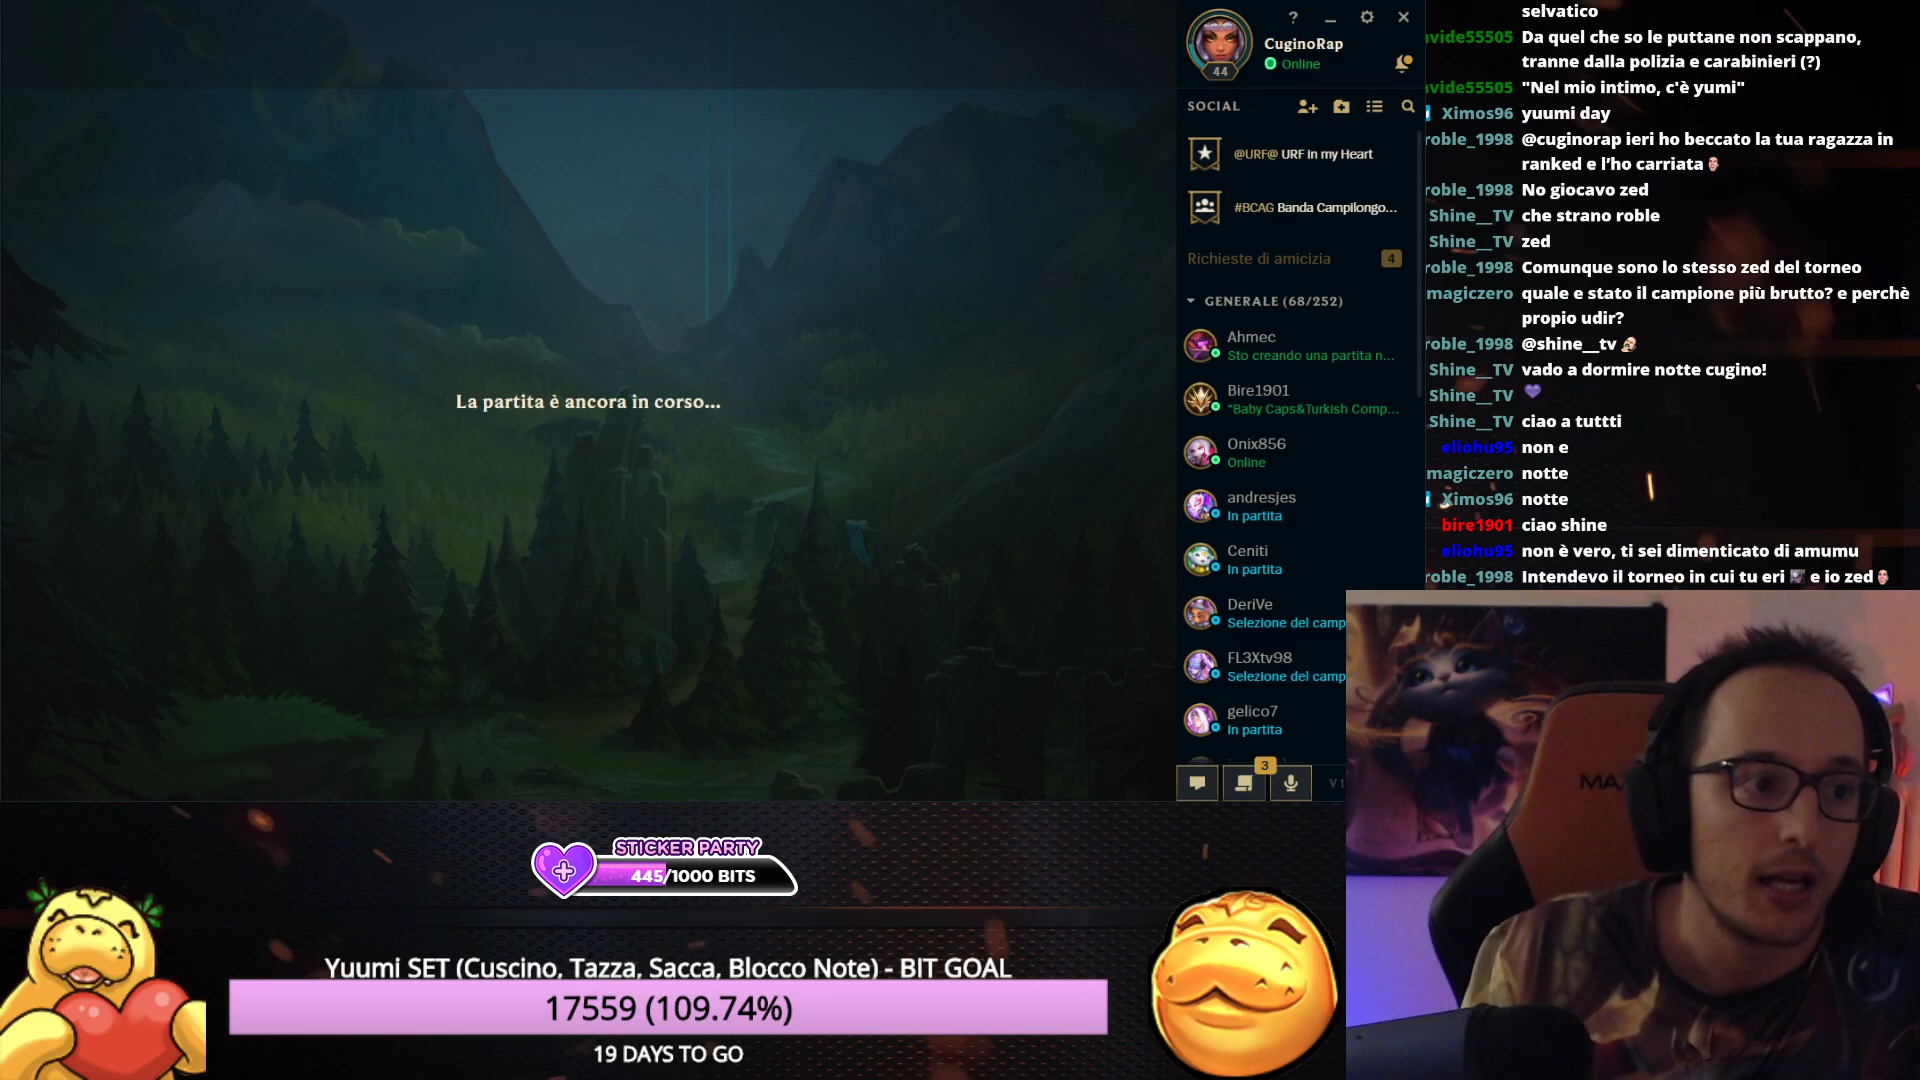 La partita è ancora in corso...
44
CuginoRap
Online
SOCIAL
@URF@ URF in my Heart
#BCAG Banda Campilongo...
Richieste di amicizia
4
GENERALE (68/252)
Ahmec
Sto creando una partita n...
Bire1901
"Baby Caps&Turkish Comp...
Onix856
Online
andresjes
In partita
Ceniti
In partita
DeriVe
Selezione del camp
FL3Xtv98
Selezione del camp
gelico7
In partita
3
V1
selvatico
vide55505 Da quel che so le puttane non scappano,
tranne dalla polizia e carabinieri (?)
vide55505 "Nel mio intimo, c'è yumi"
Ximos96 yuumi day
roble_1998 @cuginorap ieri ho beccato la tua ragazza in
ranked e l’ho carriata
roble_1998 No giocavo zed
Shine__TV che strano roble
Shine__TV zed
roble_1998 Comunque sono lo stesso zed del torneo
magiczero quale e stato il campione più brutto? e perchè
propio udir?
roble_1998 @shine__tv
Shine__TV vado a dormire notte cugino!
Shine__TV
Shine__TV ciao a tuttti
eliohu95 non e
magiczero notte
Ximos96 notte
bire1901 ciao shine
eliohu95 non è vero, ti sei dimenticato di amumu
roble_1998 Intendevo il torneo in cui tu eri e io zed
STICKER PARTY
445/1000 BITS
Yuumi SET (Cuscino, Tazza, Sacca, Blocco Note) - BIT GOAL
17559 (109.74%)
19 DAYS TO GO